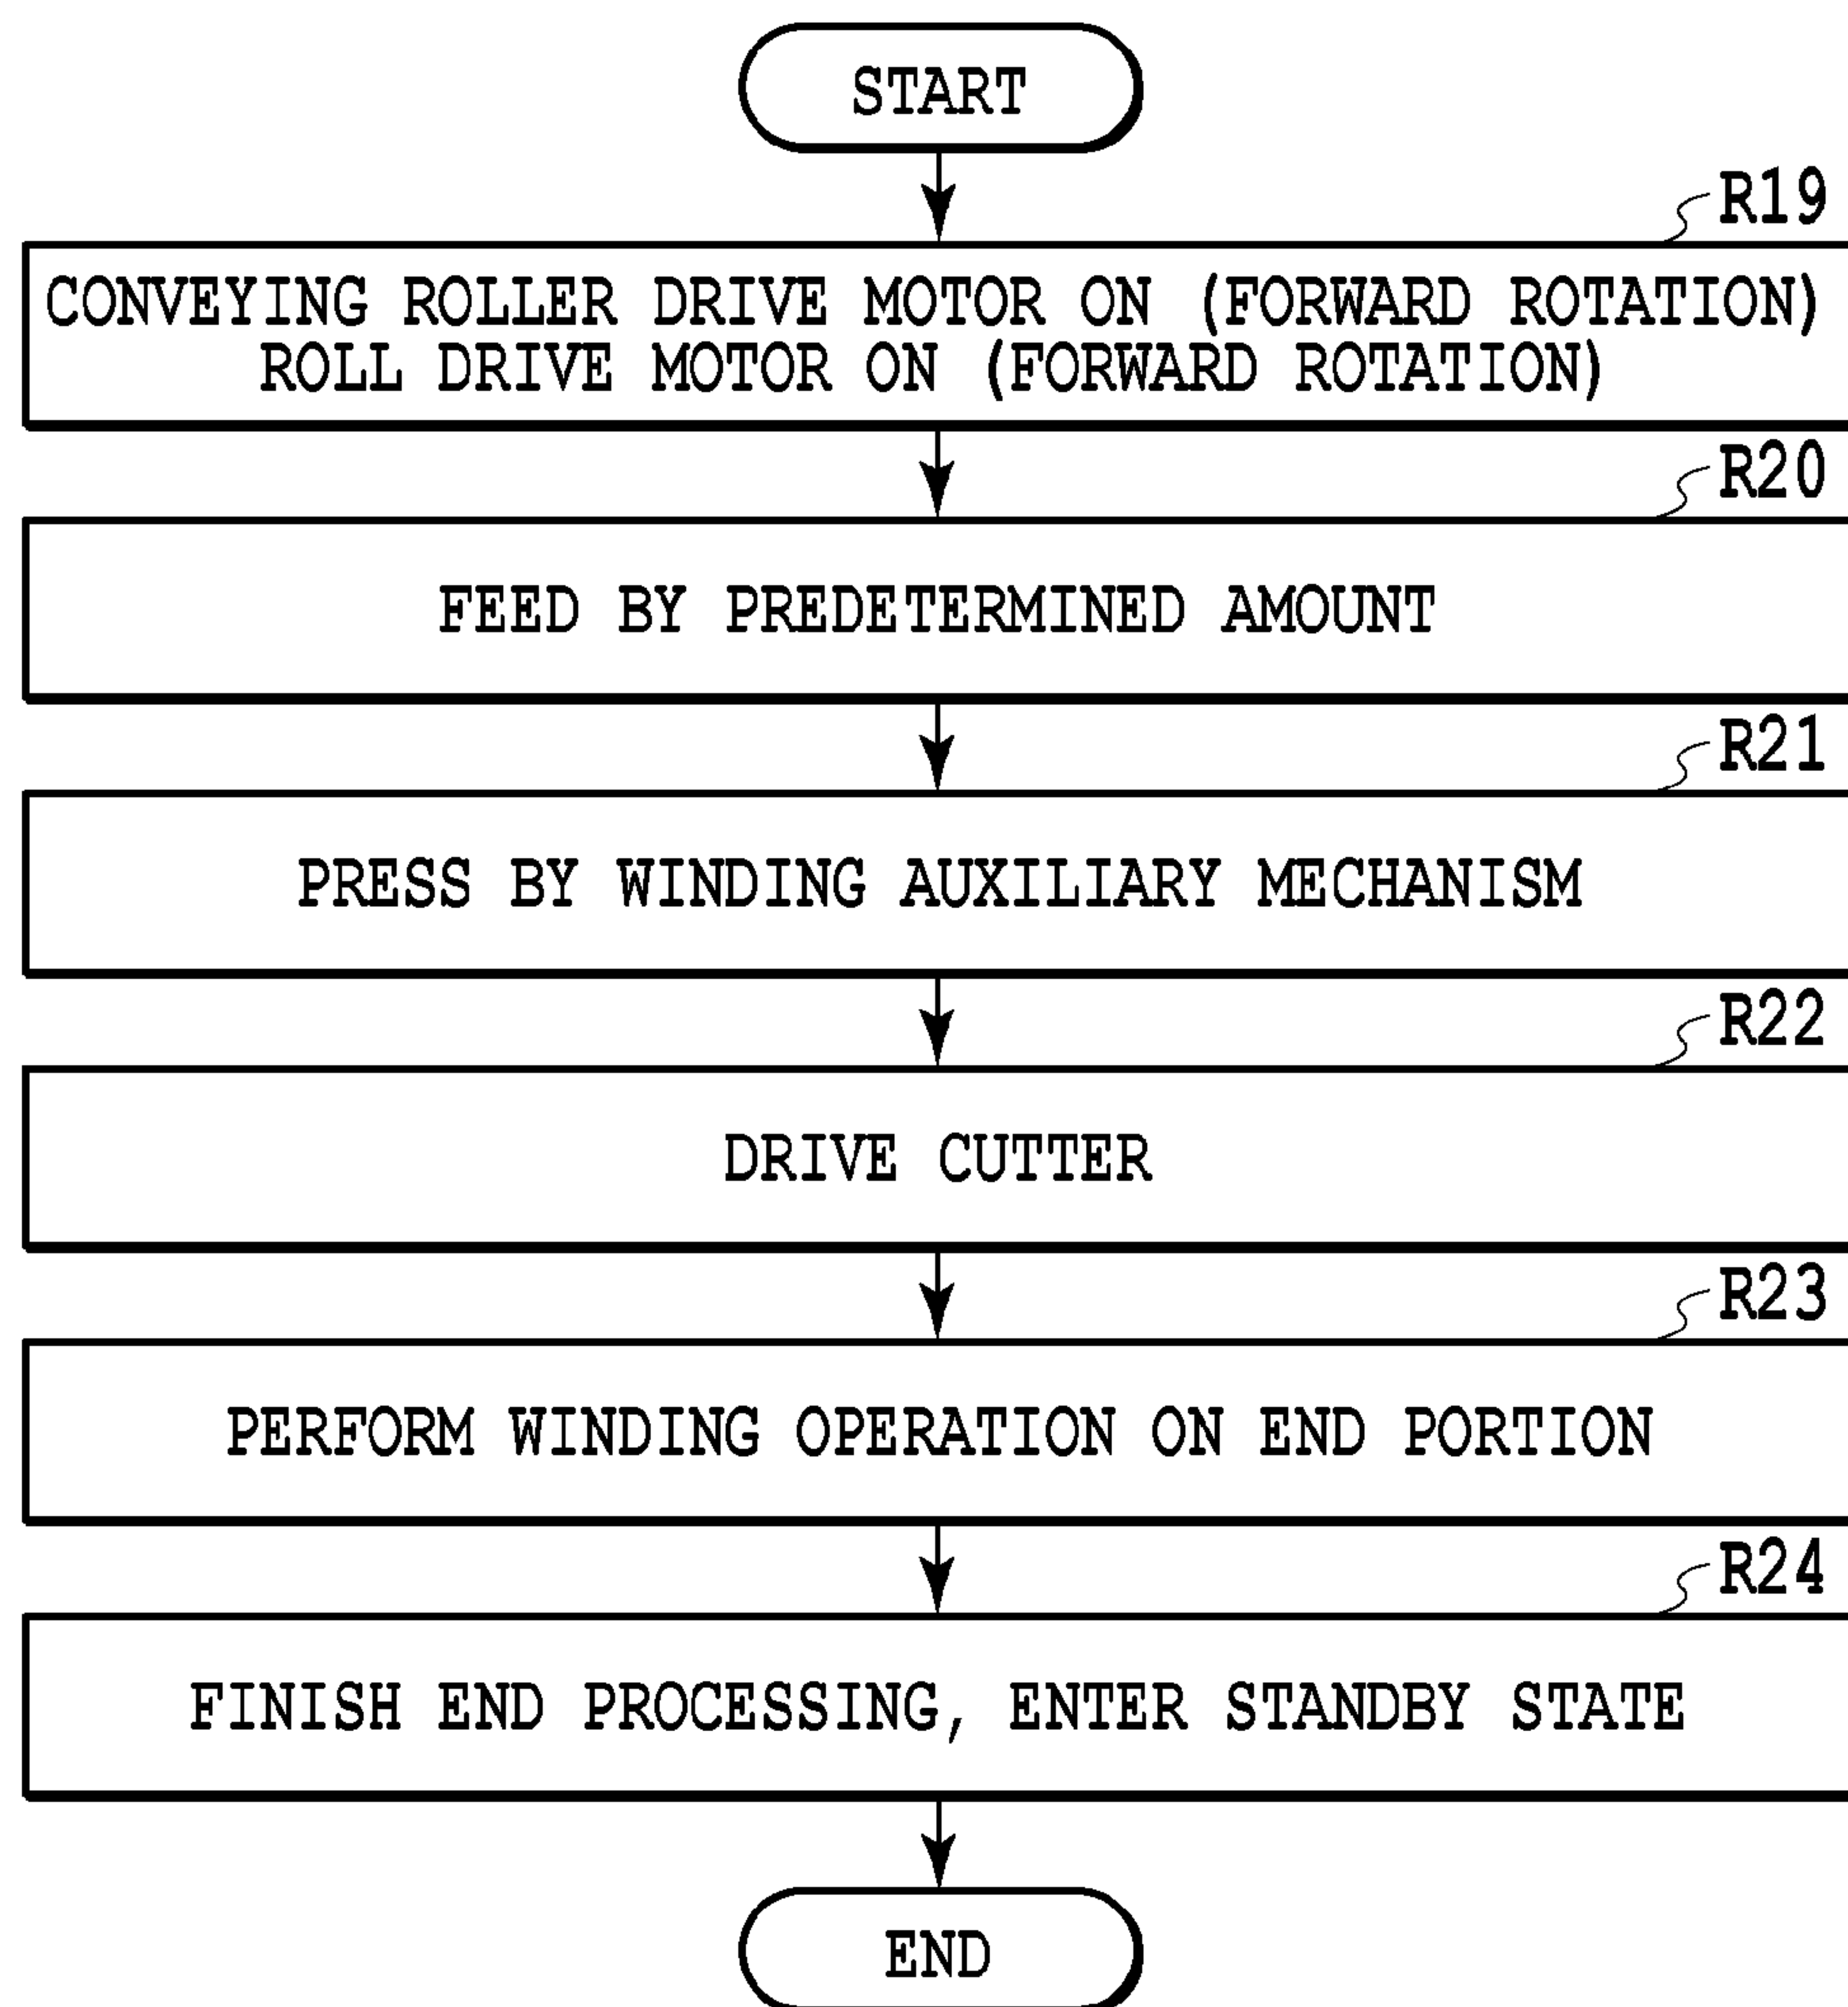 START
R19
CONVEYING ROLLER DRIVE MOTOR ON (FORWARD ROTATION)
ROLL DRIVE MOTOR ON (FORWARD ROTATION)
R20
FEED BY PREDETERMINED AMOUNT
R21
PRESS BY WINDING AUXILIARY MECHANISM
R22
DRIVE CUTTER
R23
PERFORM WINDING OPERATION ON END PORTION
R24
FINISH END PROCESSING, ENTER STANDBY STATE
END